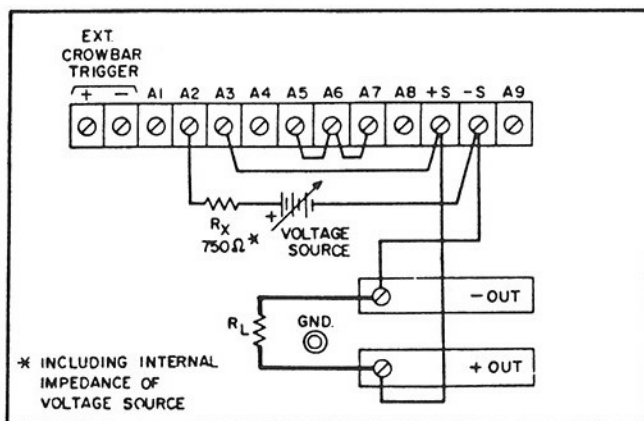 EXT.
CROWBAR
TRIGGER
+ - A1 A2 A3 A4 A5 A6 A7 A8 +S -S A9
+
RX
750Ω*
VOLTAGE
SOURCE
-OUT
RL
GND.
+OUT
* INCLUDING INTERNAL
IMPEDANCE OF
VOLTAGE SOURCE